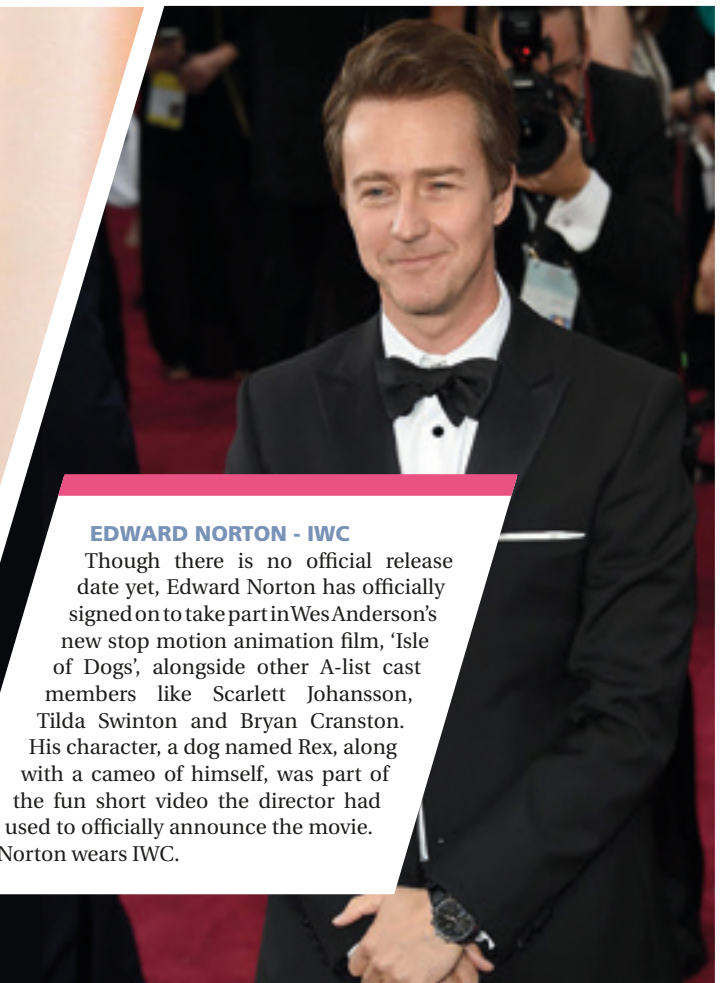 EDWARD NORTON - IWC
Though there is no official release
date yet, Edward Norton has officially
signed on to take part in Wes Anderson’s
new stop motion animation film, ‘Isle
of Dogs’, alongside other A-list cast
members like Scarlett Johansson,
Tilda Swinton and Bryan Cranston.
His character, a dog named Rex, along
with a cameo of himself, was part of
the fun short video the director had
used to officially announce the movie.
Norton wears IWC.